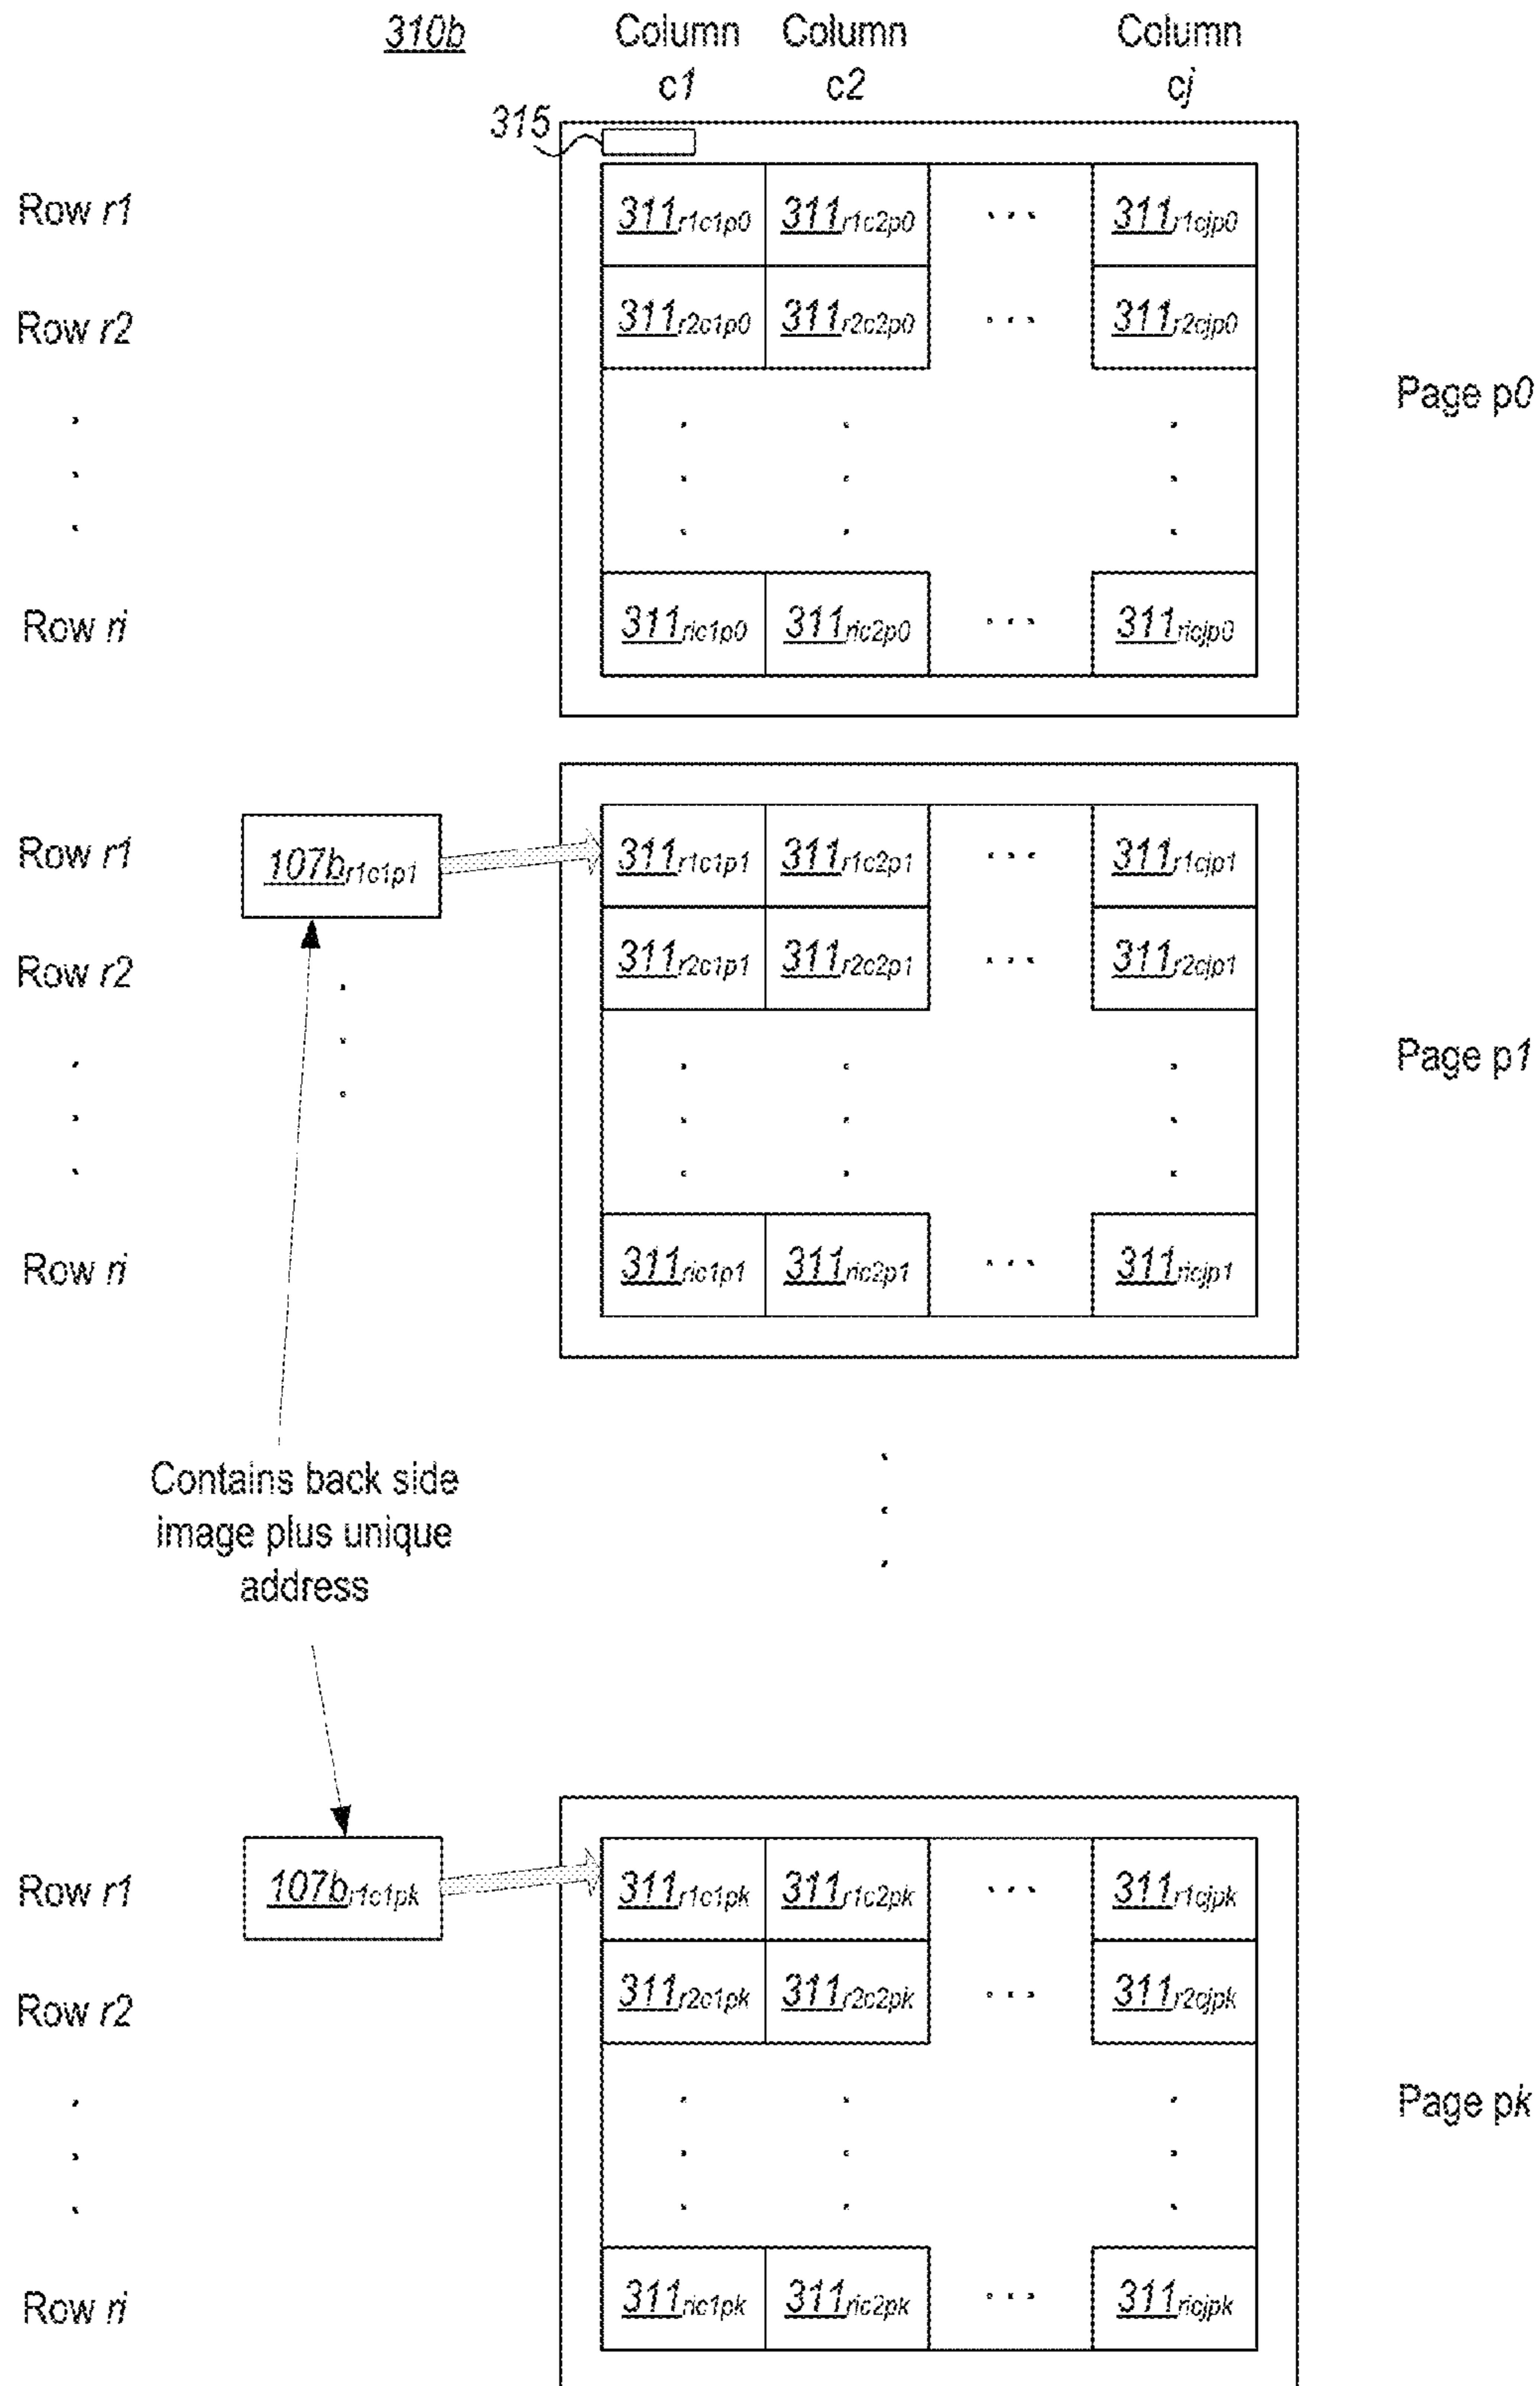 310b Column Column Column
c1 c2 cj
315
Row r1 311r1c1p0 311r1c2p0 ... 311r1cjp0
Row r2 311r2c1p0 311r2c2p0 ... 311r2cjp0
Page p0
Row ri 311ric1p0 311ric2p0 ... 311ricjp0
Row r1 107br1c1p1 311r1c1p1 311r1c2p1 ... 311r1cjp1
Row r2 311r2c1p1 311r2c2p1 ... 311r2cjp1
Page p1
Row ri 311ric1p1 311ric2p1 ... 311ricjp1
Contains back side
image plus unique
address
Row r1 107br1c1pk 311r1c1pk 311r1c2pk ... 311r1cjpk
Row r2 311r2c1pk 311r2c2pk ... 311r2cjpk
Page pk
Row ri 311ric1pk 311ric2pk ... 311ricjpk